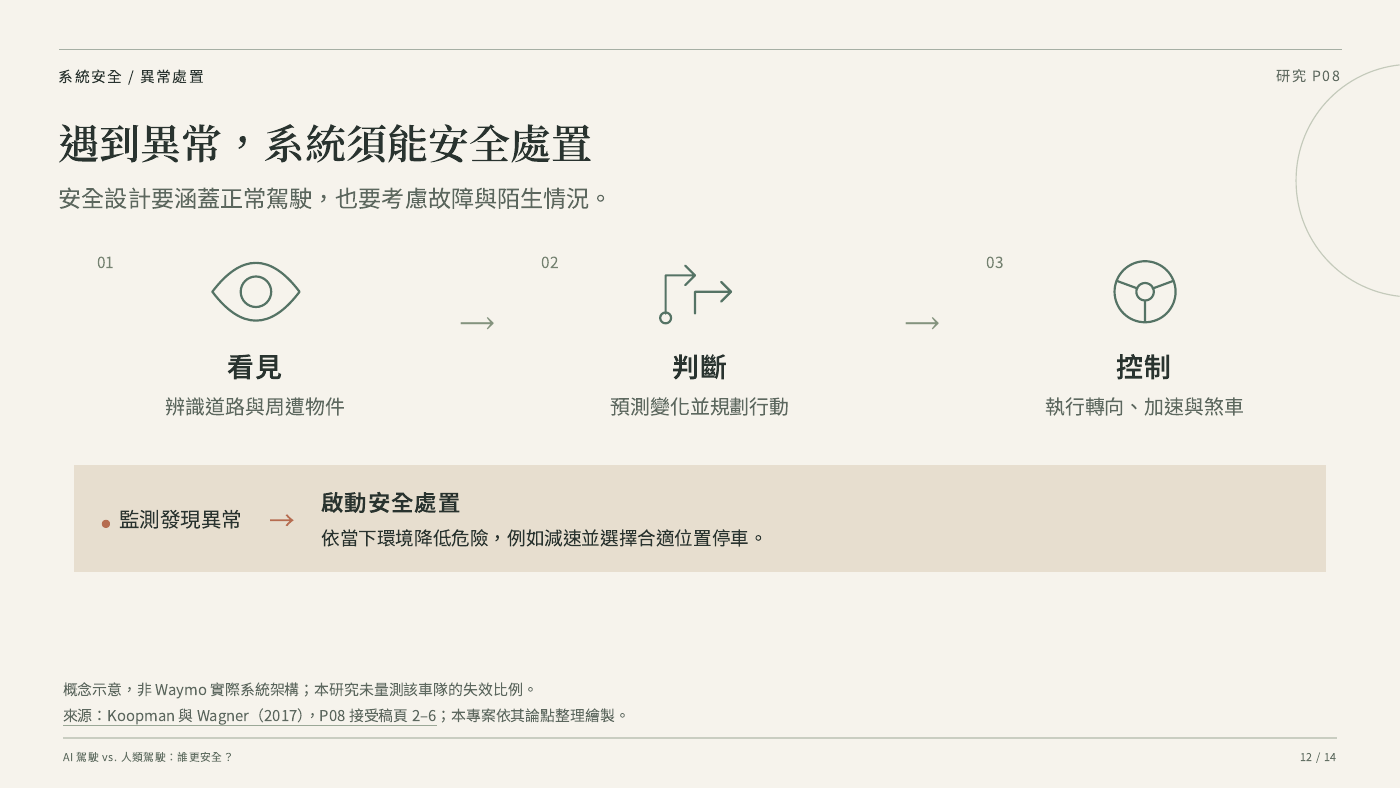 系統安全 / 異常處置
研究 P08
遇到異常，系統須能安全處置
安全設計要涵蓋正常駕駛，也要考慮故障與陌生情況。
01
看見
辨識道路與周遭物件
→
02
判斷
預測變化並規劃行動
→
03
控制
執行轉向、加速與煞車
監測發現異常
→
啟動安全處置
依當下環境降低危險，例如減速並選擇合適位置停車。
概念示意，非 Waymo 實際系統架構；本研究未量測該車隊的失效比例。
來源：Koopman 與 Wagner（2017），P08 接受稿頁 2–6；本專案依其論點整理繪製。
AI 駕駛 vs. 人類駕駛：誰更安全？
12 / 14